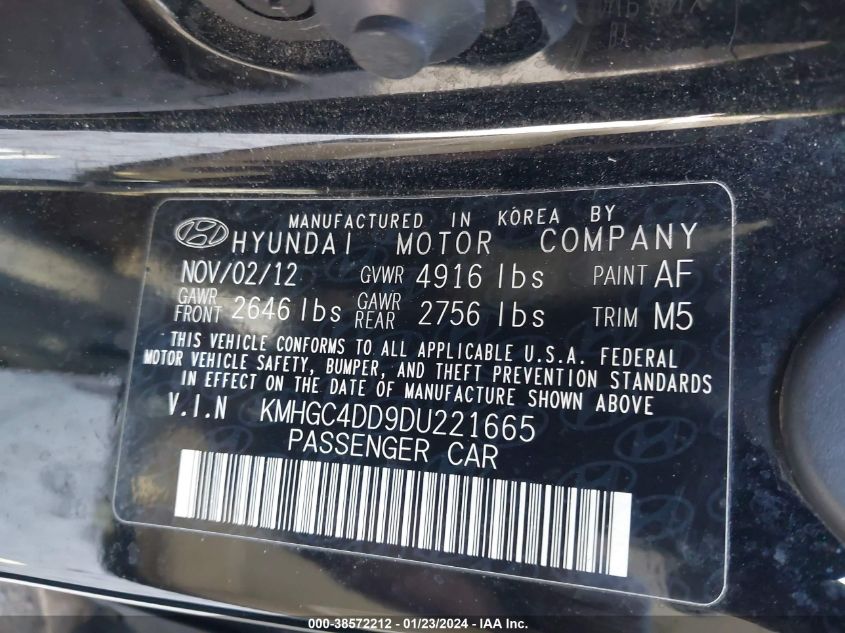 MANUFACTURED IN KOREA BY
HYUNDAI MOTOR COMPANY
NOV/02/12 GVWR 4916 lbs PAINT AF
GAWR FRONT 2646 lbs GAWR REAR 2756 lbs TRIM M5
THIS VEHICLE CONFORMS TO ALL APPLICABLE U.S.A. FEDERAL
MOTOR VEHICLE SAFETY, BUMPER, AND THEFT PREVENTION STANDARDS
IN EFFECT ON THE DATE OF MANUFACTURE SHOWN ABOVE
V.I.N KMHGC4DD9DU221665
PASSENGER CAR
HHO-38572212 / 01/23/2024 - IAA Inc.